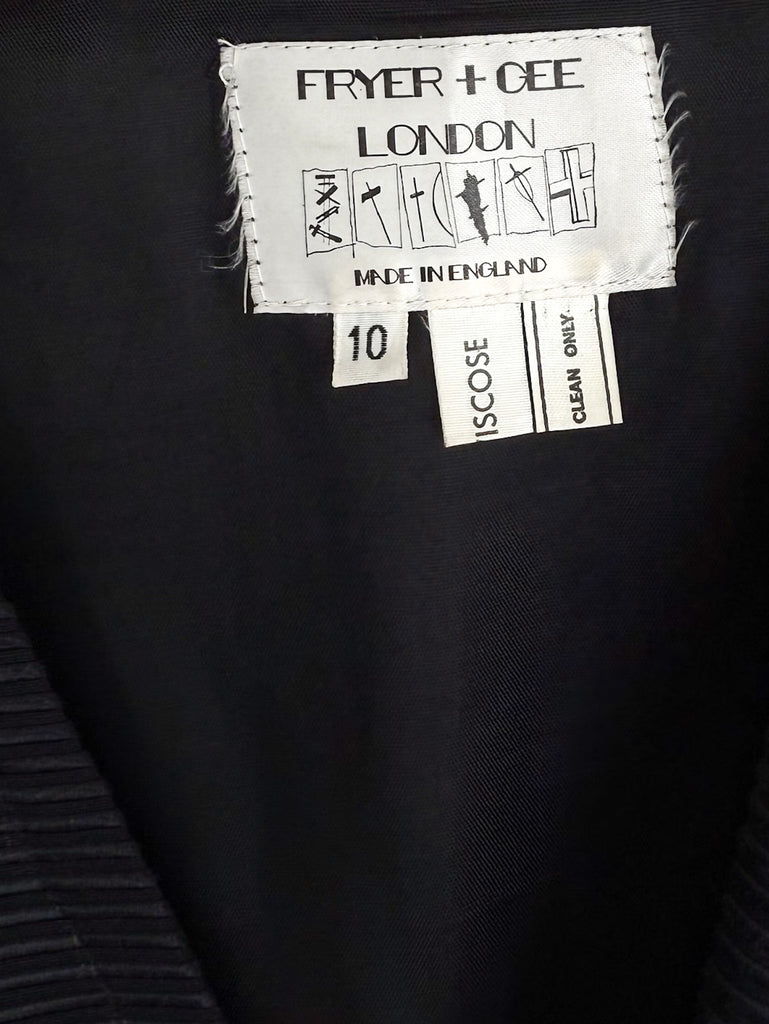 FRYER + GEE
LONDON
MADE IN ENGLAND
10
ISCOSE
CLEAN ONLY